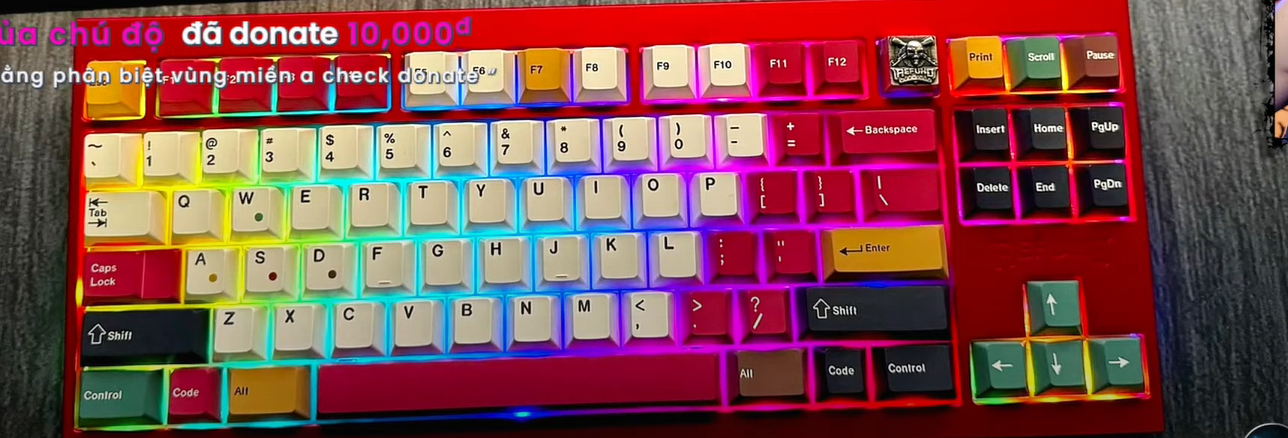 ủa chú độ đã donate 10,000đ
ằng phân biệt vùng miền a check donate"
F5 F6 F7 F8 F9 F10 F11 F12 Print Scroll Pause
~ ` ! 1 @ 2 # 3 $ 4 % 5 ^ 6 & 7 * 8 ( 9 ) 0 - - + = Backspace Insert Home PgUp
Tab Q W E R T Y U I O P { [ } ] | \ Delete End PgDn
Caps Lock A S D F G H J K L : ; " ' Enter
Shift Z X C V B N M < , > . ? / Shift ↑
Control Code Alt Alt Code Control ← ↓ →